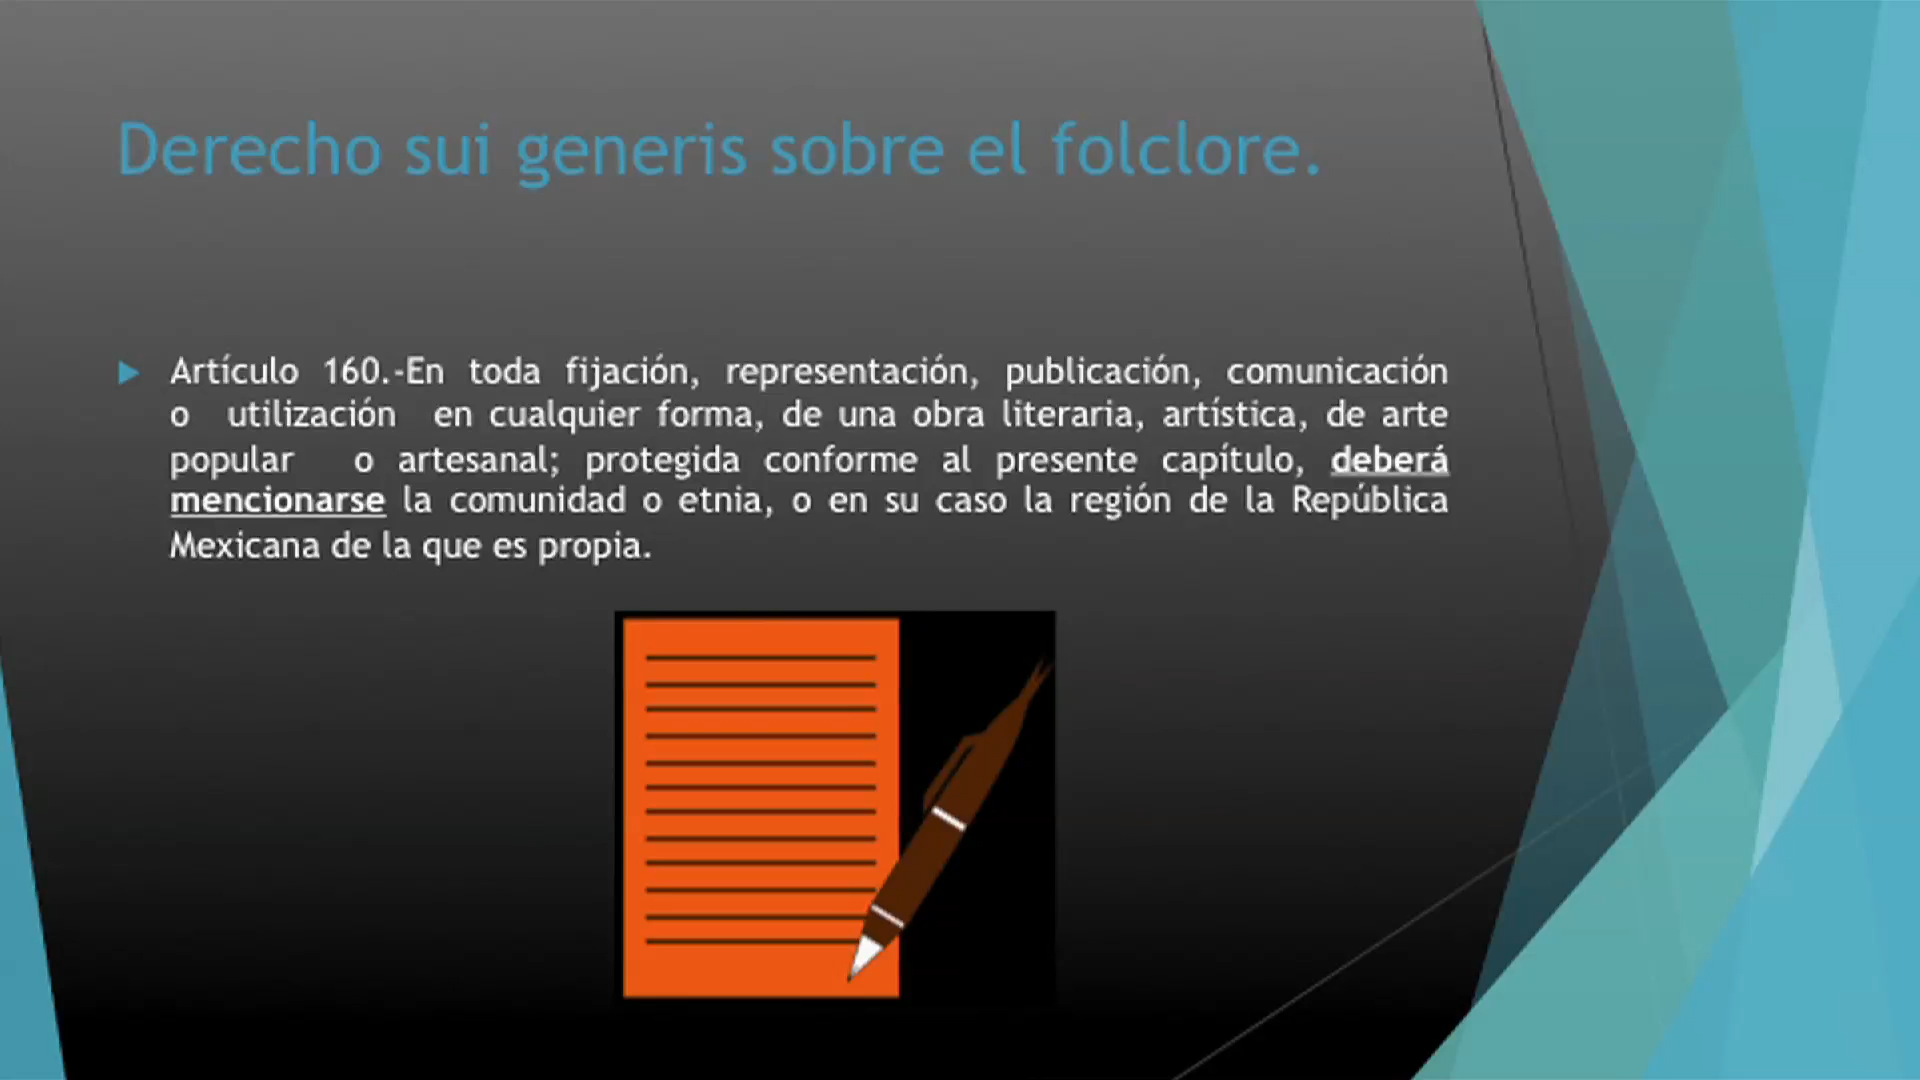 Derecho sui generis sobre el folclore.
Artículo 160.-En toda fijación, representación, publicación, comunicación
o utilización en cualquier forma, de una obra literaria, artística, de arte
popular o artesanal; protegida conforme al presente capítulo, deberá
mencionarse la comunidad o etnia, o en su caso la región de la República
Mexicana de la que es propia.